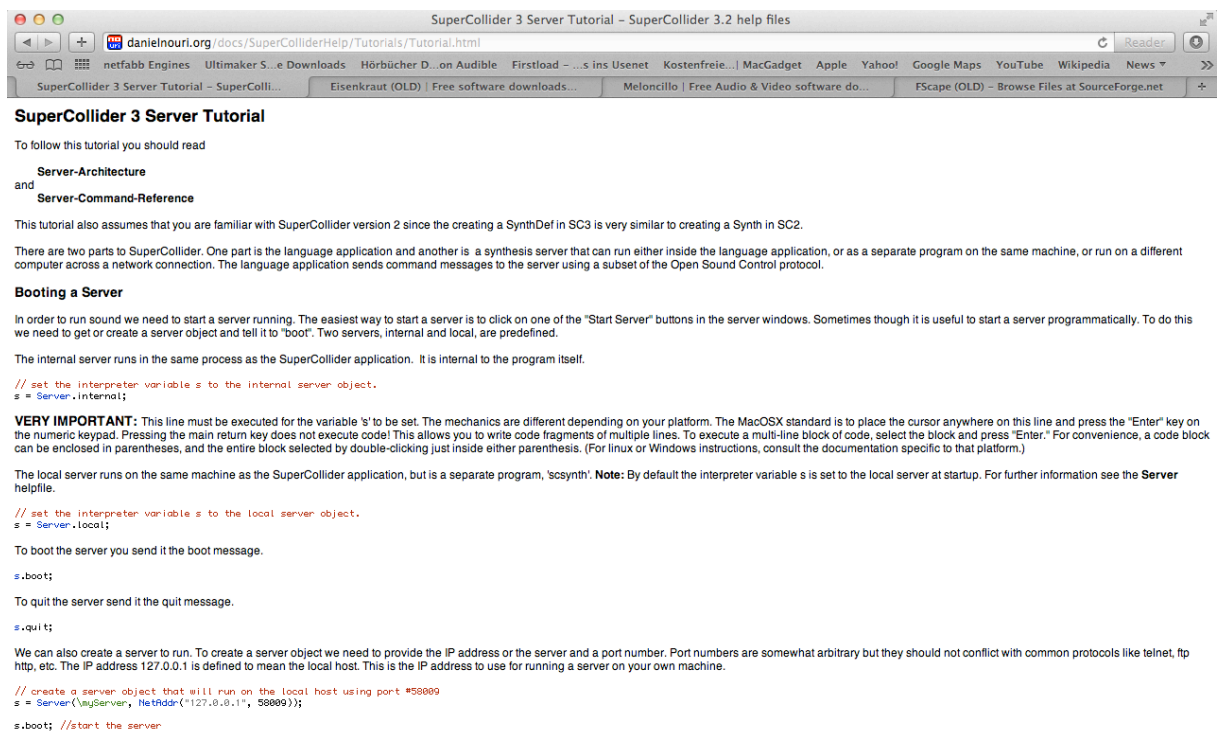 SuperCollider 3 Server Tutorial – SuperCollider 3.2 help files
danielnouri.org/docs/SuperColliderHelp/Tutorials/Tutorial.html
Reader
netfabb Engines Ultimaker S...e Downloads Hörbücher D...on Audible Firstload – ...s ins Usenet Kostenfreie...| MacGadget Apple Yahoo! Google Maps YouTube Wikipedia News
SuperCollider 3 Server Tutorial – SuperColli... Eisenkraut (OLD) | Free software downloads... Meloncillo | Free Audio & Video software do... FScape (OLD) – Browse Files at SourceForge.net
SuperCollider 3 Server Tutorial
To follow this tutorial you should read
Server-Architecture
and
Server-Command-Reference
This tutorial also assumes that you are familiar with SuperCollider version 2 since the creating a SynthDef in SC3 is very similar to creating a Synth in SC2.
There are two parts to SuperCollider. One part is the language application and another is a synthesis server that can run either inside the language application, or as a separate program on the same machine, or run on a different
computer across a network connection. The language application sends command messages to the server using a subset of the Open Sound Control protocol.
Booting a Server
In order to run sound we need to start a server running. The easiest way to start a server is to click on one of the "Start Server" buttons in the server windows. Sometimes though it is useful to start a server programmatically. To do this
we need to get or create a server object and tell it to "boot". Two servers, internal and local, are predefined.
The internal server runs in the same process as the SuperCollider application. It is internal to the program itself.
// set the interpreter variable s to the internal server object.
s = Server.internal;
VERY IMPORTANT: This line must be executed for the variable 's' to be set. The mechanics are different depending on your platform. The MacOSX standard is to place the cursor anywhere on this line and press the "Enter" key on
the numeric keypad. Pressing the main return key does not execute code! This allows you to write code fragments of multiple lines. To execute a multi-line block of code, select the block and press "Enter." For convenience, a code block
can be enclosed in parentheses, and the entire block selected by double-clicking just inside either parenthesis. (For linux or Windows instructions, consult the documentation specific to that platform.)
The local server runs on the same machine as the SuperCollider application, but is a separate program, 'scsynth'. Note: By default the interpreter variable s is set to the local server at startup. For further information see the Server
helpfile.
// set the interpreter variable s to the local server object.
s = Server.local;
To boot the server you send it the boot message.
s.boot;
To quit the server send it the quit message.
s.quit;
We can also create a server to run. To create a server object we need to provide the IP address or the server and a port number. Port numbers are somewhat arbitrary but they should not conflict with common protocols like telnet, ftp
http, etc. The IP address 127.0.0.1 is defined to mean the local host. This is the IP address to use for running a server on your own machine.
// create a server object that will run on the local host using port #58009
s = Server(\myServer, NetAddr("127.0.0.1", 58009));
s.boot; //start the server